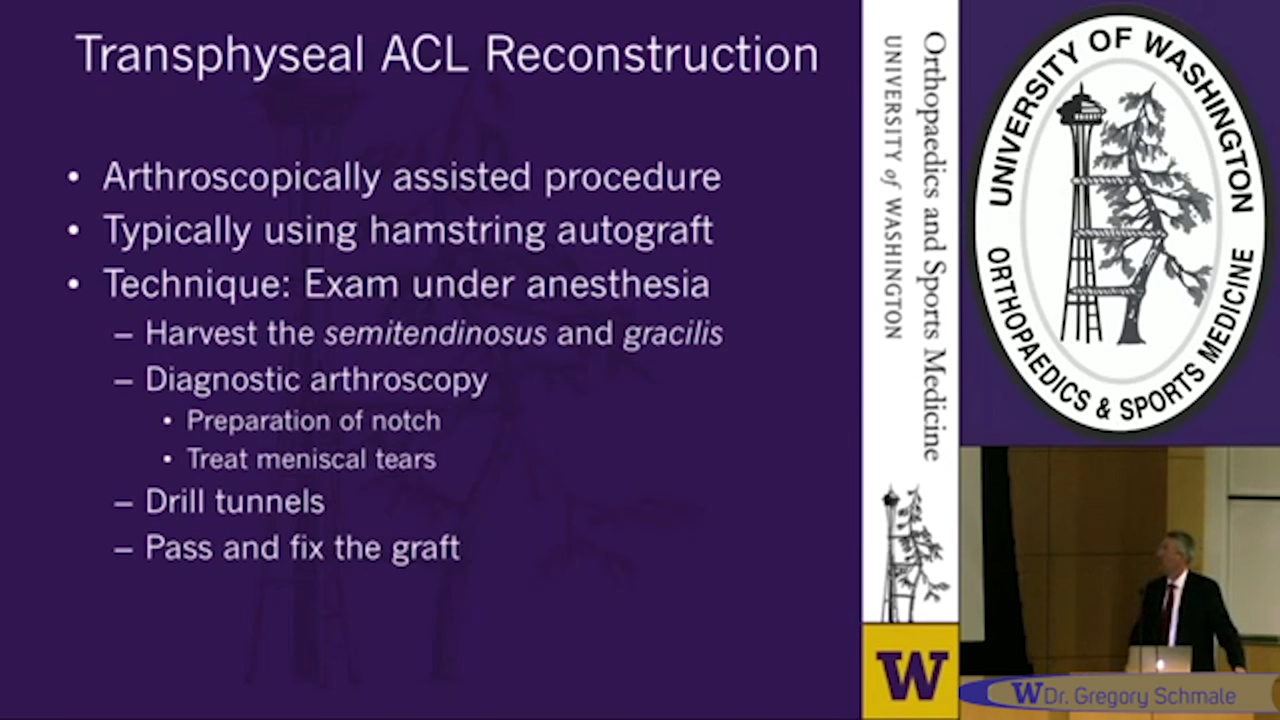 Transphyseal ACL Reconstruction
• Arthroscopically assisted procedure
• Typically using hamstring autograft
• Technique: Exam under anesthesia
– Harvest the semitendinosus and gracilis
– Diagnostic arthroscopy
• Preparation of notch
• Treat meniscal tears
– Drill tunnels
– Pass and fix the graft
Orthopaedics and Sports Medicine
UNIVERSITY of WASHINGTON
W
UNIVERSITY OF WASHINGTON
ORTHOPAEDICS & SPORTS MEDICINE
W Dr. Gregory Schmale